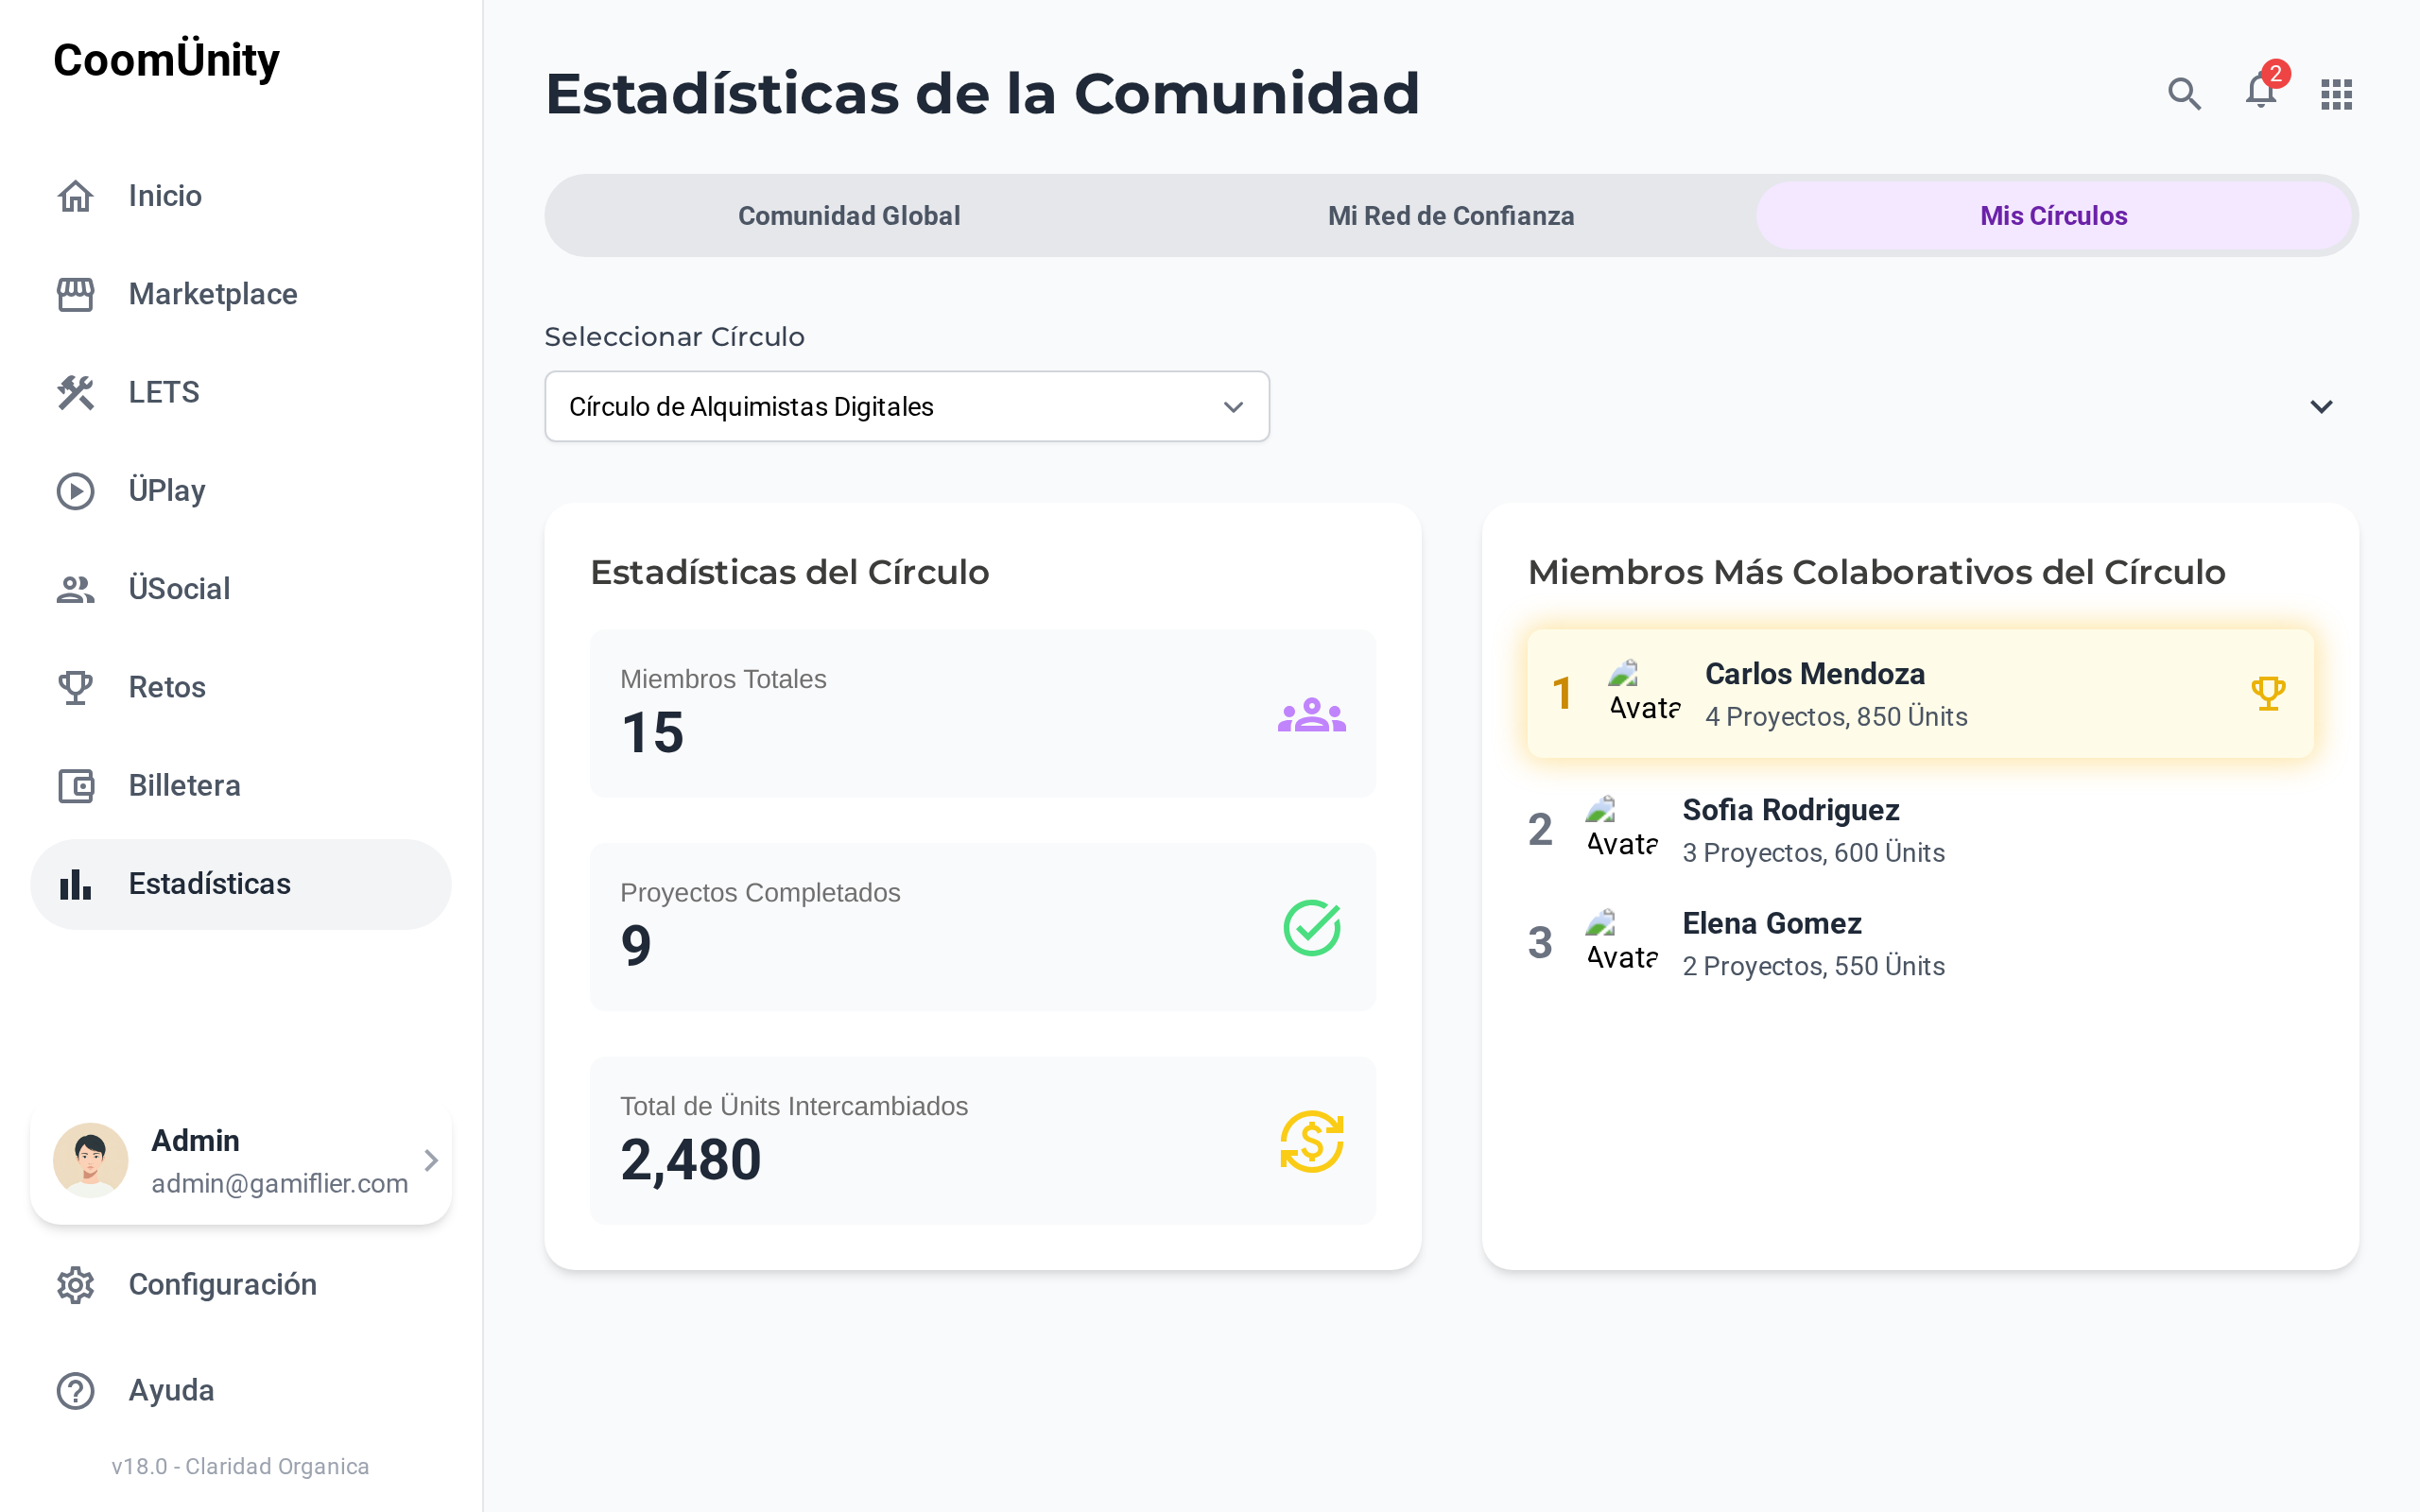 CoomÜnity
Inicio
Marketplace
LETS
ÜPlay
ÜSocial
Retos
Billetera
Estadísticas
Admin
admin@gamiflier.com
Configuración
Ayuda
v18.0 - Claridad Organica
Estadísticas de la Comunidad
2
Comunidad Global
Mi Red de Confianza
Mis Círculos
Seleccionar Círculo
Círculo de Alquimistas Digitales
Estadísticas del Círculo
Miembros Totales
15
Proyectos Completados
9
Total de Ünits Intercambiados
2,480
Miembros Más Colaborativos del Círculo
1
Avata
Carlos Mendoza
4 Proyectos, 850 Ünits
2
Avata
Sofia Rodriguez
3 Proyectos, 600 Ünits
3
Avata
Elena Gomez
2 Proyectos, 550 Ünits